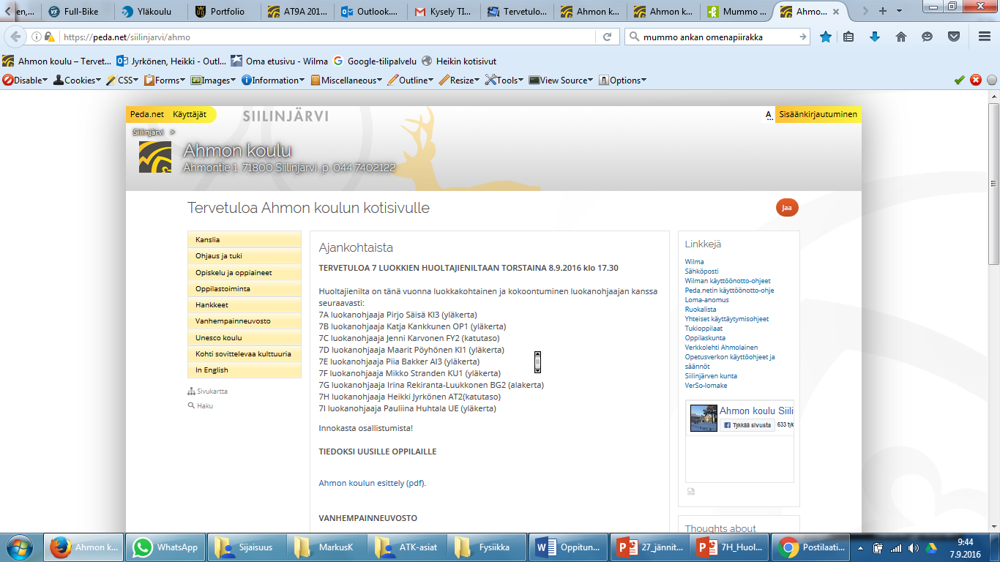 en,...
Full-Bike
Yläkoulu
Portfolio
AT9A 201...
Outlook....
Kysely TI...
Tervetulo...
Ahmon k...
Ahmon k...
Mummo ...
Ahmo...
https://peda.net/siilinjarvi/ahmo
mummo ankan omenapiirakka
Ahmon koulu – Tervet...
Jyrkönen, Heikki - Outl...
Oma etusivu - Wilma
Google-tilipalvelu
Heikin kotisivut
Disable
Cookies
CSS
Forms
Images
Information
Miscellaneous
Outline
Resize
Tools
View Source
Options
Peda.net Käyttäjät
SIILINJÄRVI
A
Sisäänkirjautuminen
Siilinjärvi >
Ahmon koulu
Ahmontie 1, 71800 Siilinjärvi, p. 044 7402122
Tervetuloa Ahmon koulun kotisivulle
Jaa
Kanslia
Ohjaus ja tuki
Opiskelu ja oppiaineet
Oppilastoiminta
Hankkeet
Vanhempainneuvosto
Unesco koulu
Kohti sovittelevaa kulttuuria
In English
Sivukartta
Haku
Ajankohtaista
TERVETULOA 7 LUOKKIEN HUOLTAJIENILTAAN TORSTAINA 8.9.2016 klo 17.30
Huoltajienilta on tänä vuonna luokkakohtainen ja kokoontuminen luokanohjaajan kanssa
seuraavasti:
7A luokanohjaaja Pirjo Säisä KI3 (yläkerta)
7B luokanohjaaja Katja Kankkunen OP1 (yläkerta)
7C luokanohjaaja Jenni Karvonen FY2 (katutaso)
7D luokanohjaaja Maarit Pöyhönen KI1 (yläkerta)
7E luokanohjaaja Piia Bakker AI3 (yläkerta)
7F luokanohjaaja Mikko Stranden KU1 (yläkerta)
7G luokanohjaaja Irina Rekiranta-Luukkonen BG2 (alakerta)
7H luokanohjaaja Heikki Jyrkönen AT2(katutaso)
7I luokanohjaaja Pauliina Huhtala UE (yläkerta)
Innokasta osallistumista!
TIEDOKSI UUSILLE OPPILAILLE
Ahmon koulun esittely (pdf).
VANHEMPAINNEUVOSTO
Linkkejä
Wilma
Sähköposti
Wilman käyttöönotto-ohjeet
Peda.netin käyttöönotto-ohje
Loma-anomus
Ruokalista
Yhteiset käyttäytymisohjeet
Tukioppilaat
Oppilaskunta
Verkkolehti Ahmolainen
Opetusverkon käyttöohjeet ja
säännöt
Siilinjärven kunta
VerSo-lomake
Ahmon koulu Siili
Tykkää sivusta
633 tyk
Thoughts about
Ahmon k...
WhatsApp
Sijaisuus
MarkusK
ATK-asiat
Fysiikka
Oppitun...
27_jännit...
7H_Huol...
Postilaati...
9:44
7.9.2016